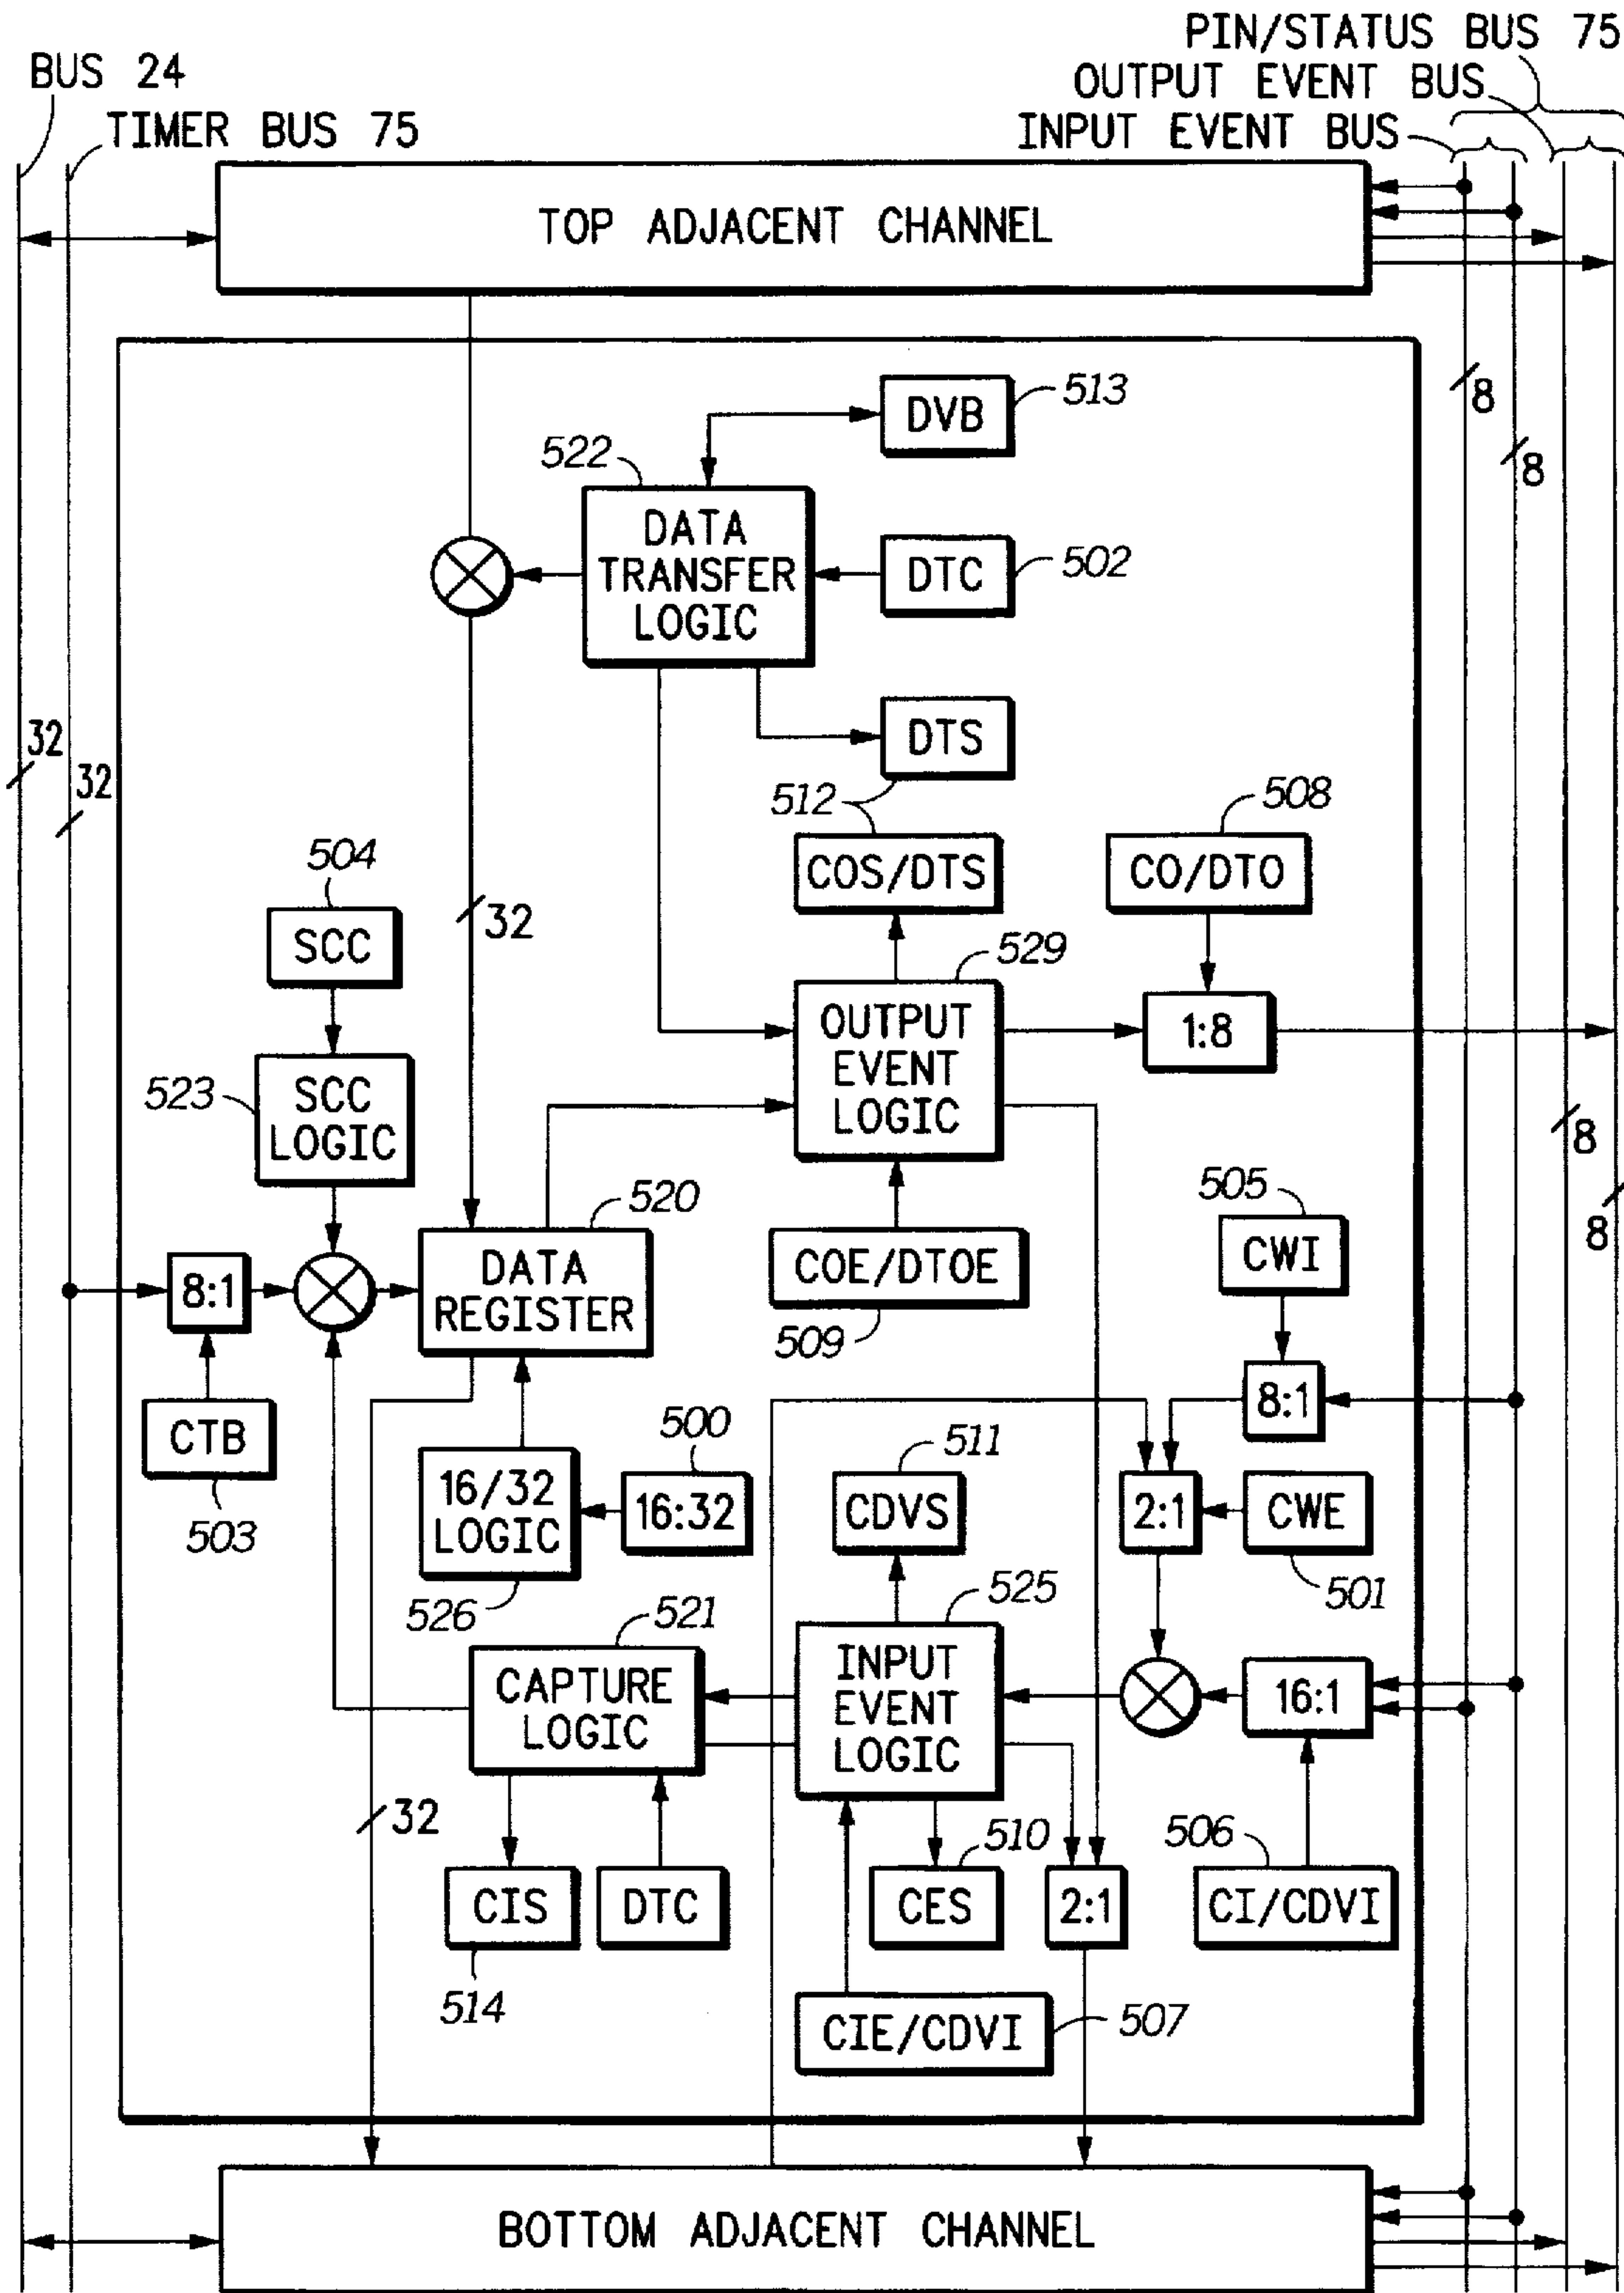 PIN/STATUS BUS 75
BUS 24
OUTPUT EVENT BUS
TIMER BUS 75
INPUT EVENT BUS
TOP ADJACENT CHANNEL
DVB
513
8
522
8
DATA
TRANSFER
LOGIC
DTC
502
DTS
32
32
512
508
504
COS/DTS
CO/DTO
32
SCC
529
OUTPUT
EVENT
LOGIC
1:8
523
SCC
LOGIC
8
505
520
8
CWI
DATA
REGISTER
COE/DTOE
8:1
509
8:1
500
511
CTB
16/32
LOGIC
16:32
CDVS
2:1
CWE
503
525
501
526
521
INPUT
EVENT
LOGIC
CAPTURE
LOGIC
16:1
32
510
506
CIS
DTC
CES
2:1
CI/CDVI
514
CIE/CDVI
507
BOTTOM ADJACENT CHANNEL